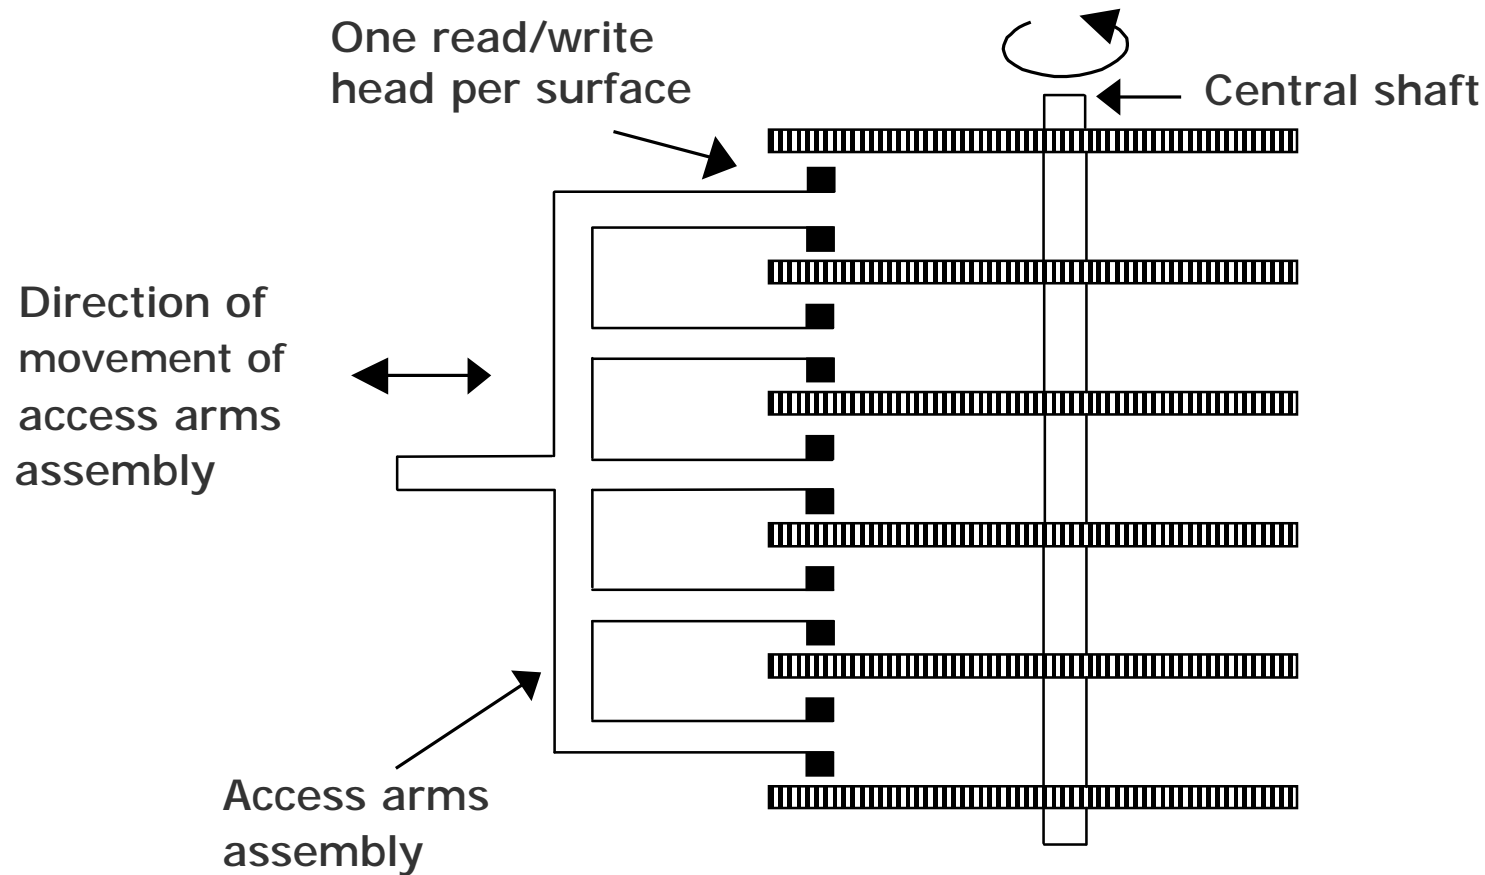 One read/write
head per surface
Central shaft
Direction of
movement of
access arms
assembly
Access arms
assembly